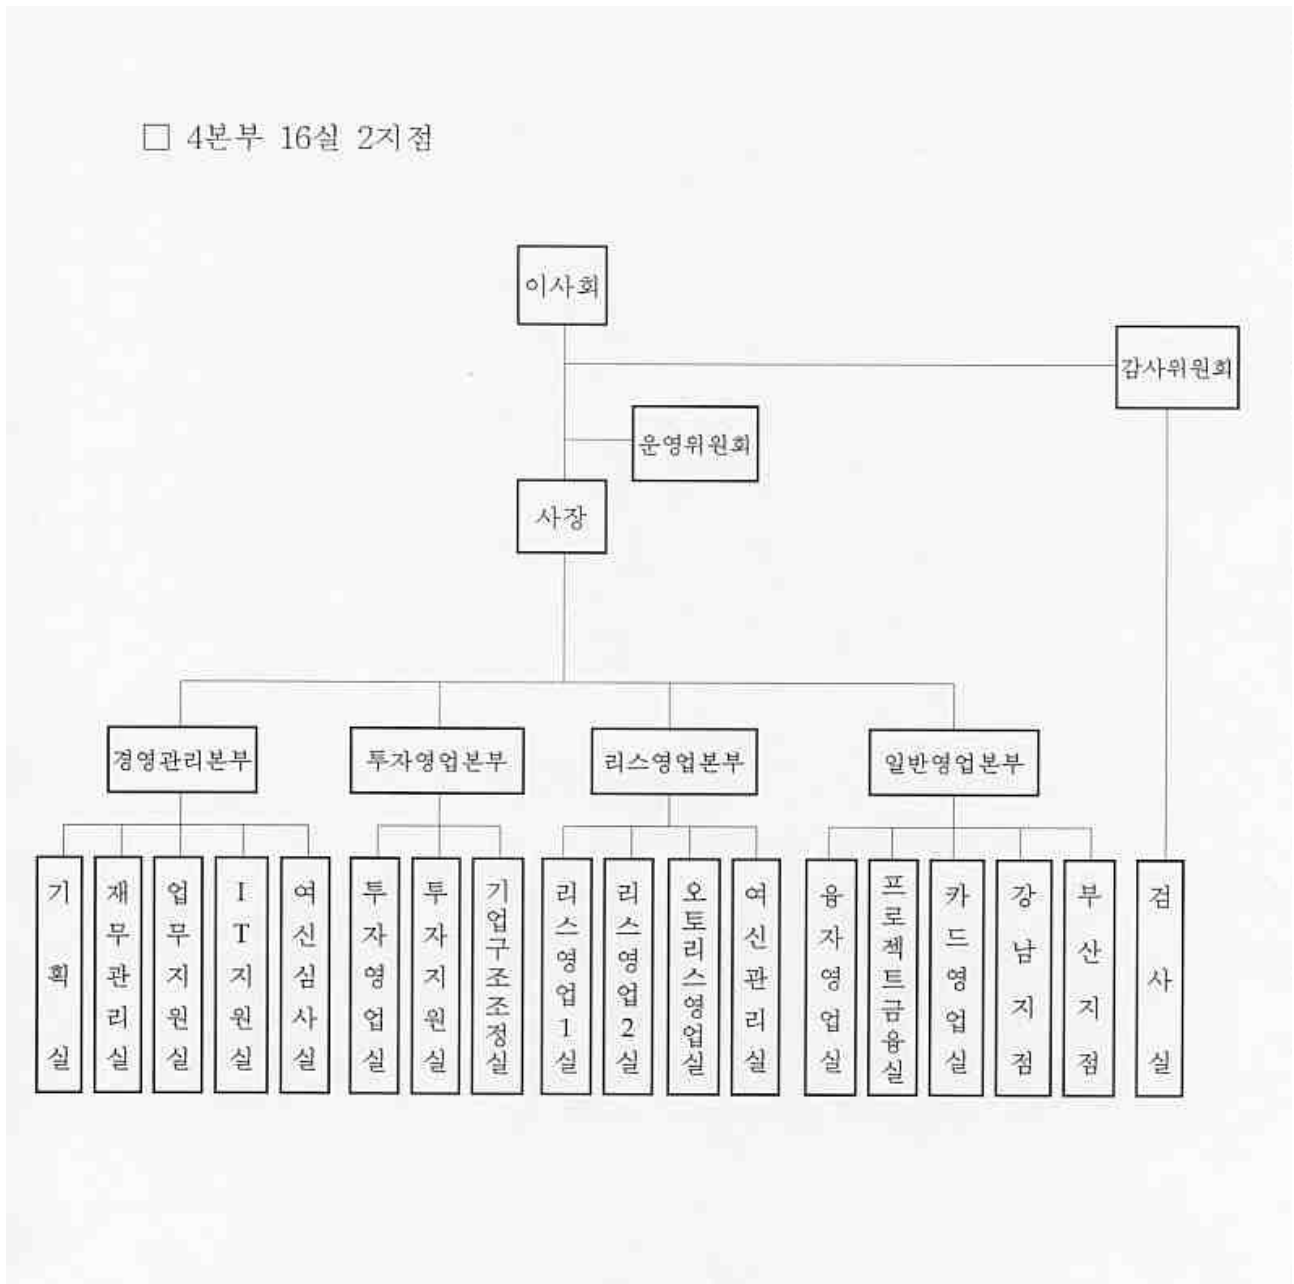 □ 4본부 16실 2지점
이사회
감사위원회
운영위원회
사장
경영관리본부
투자영업본부
리스영업본부
일반영업본부
기획실
재무관리실
업무지원실
IT지원실
여신심사실
투자영업실
투자지원실
기업구조조정실
리스영업1실
리스영업2실
오토리스영업실
여신관리실
융자영업실
프로젝트금융실
카드영업실
강남지점
부산지점
검사실